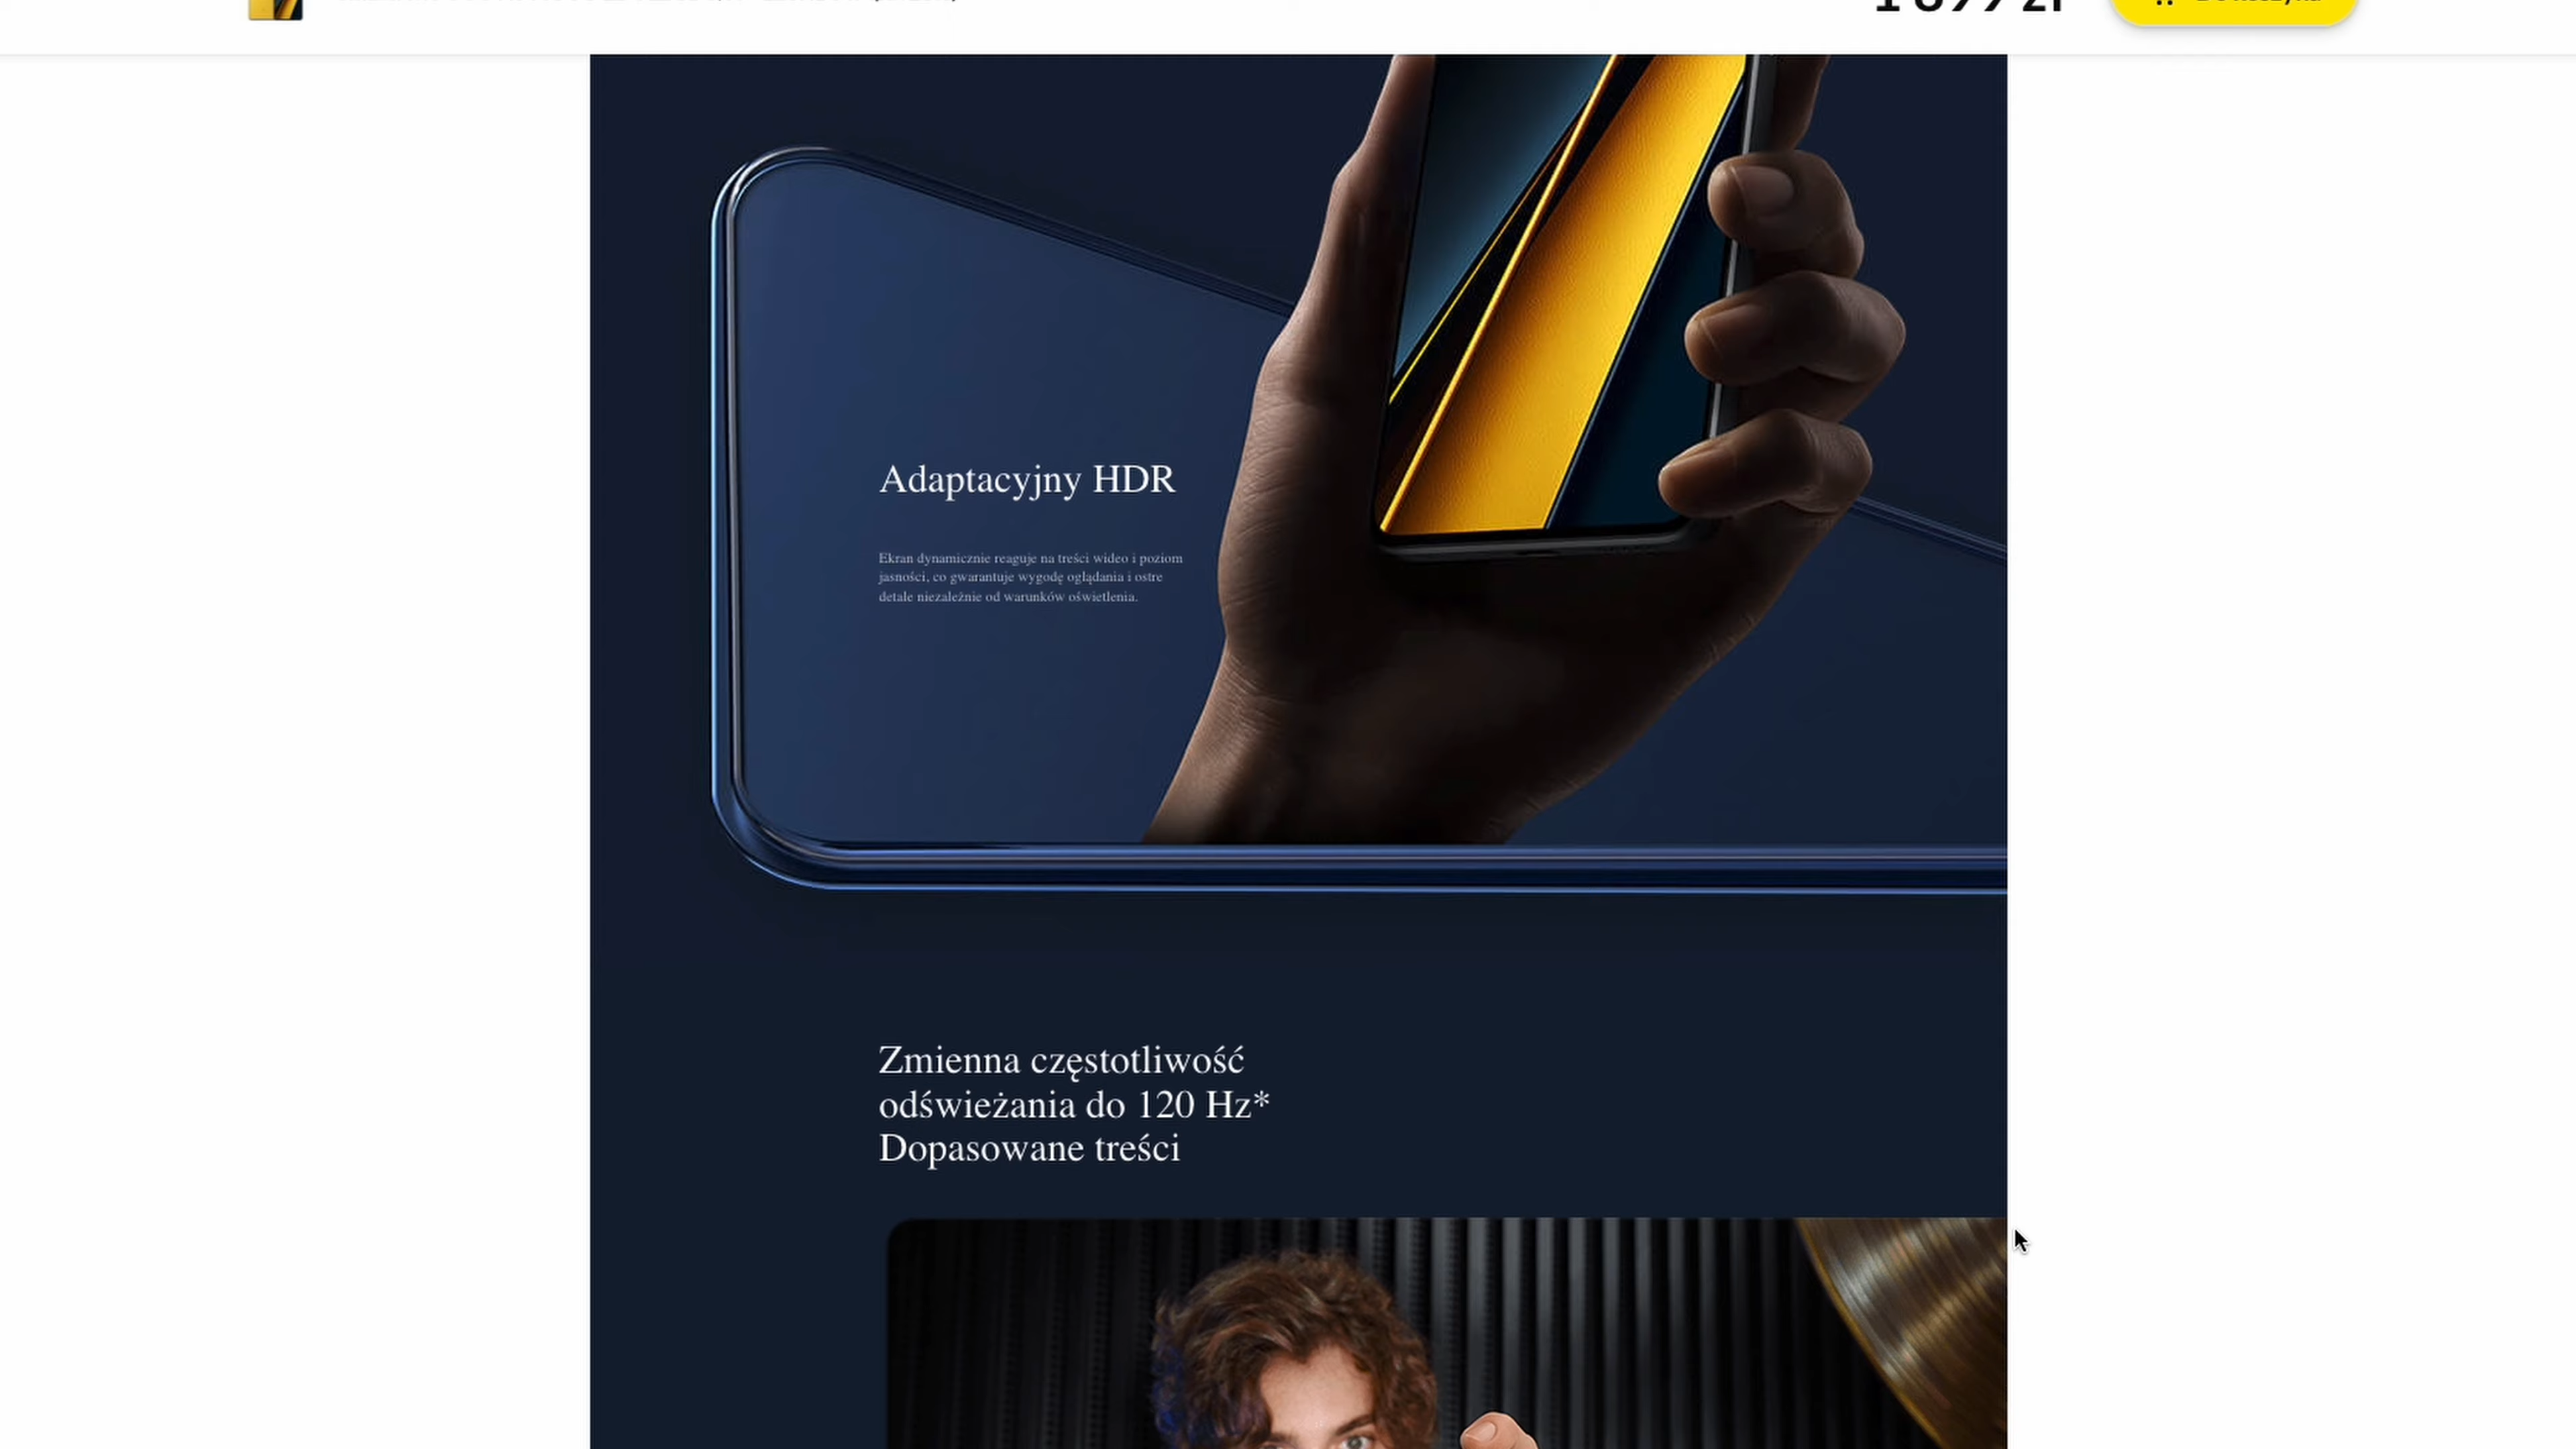 Adaptacyjny HDR
Ekran dynamicznie reaguje na treści wideo i poziom
jasności, co gwarantuje wygodę oglądania i ostre
detale niezależnie od warunków oświetlenia.
Zmienna częstotliwość
odświeżania do 120 Hz*
Dopasowane treści